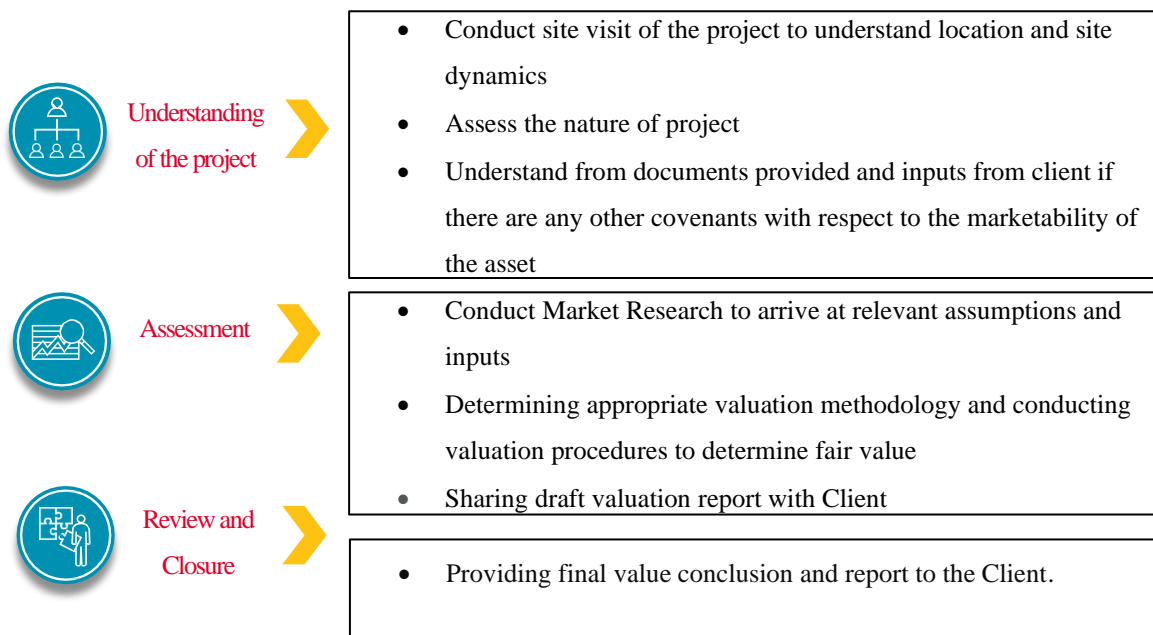 Understanding
of the project
• Conduct site visit of the project to understand location and site
dynamics
• Assess the nature of project
• Understand from documents provided and inputs from client if
there are any other covenants with respect to the marketability of
the asset
Assessment
• Conduct Market Research to arrive at relevant assumptions and
inputs
• Determining appropriate valuation methodology and conducting
valuation procedures to determine fair value
• Sharing draft valuation report with Client
Review and
Closure
• Providing final value conclusion and report to the Client.